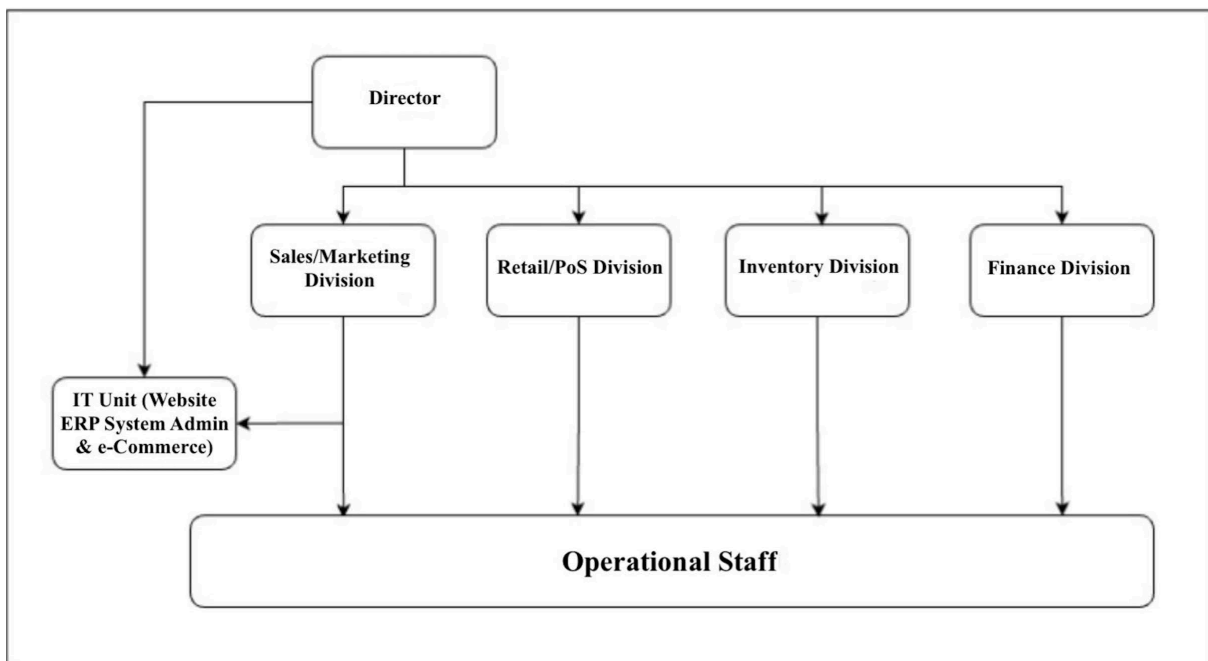 Director
Sales/Marketing
Division
Retail/PoS Division
Inventory Division
Finance Division
IT Unit (Website
ERP System Admin
& e-Commerce)
Operational Staff